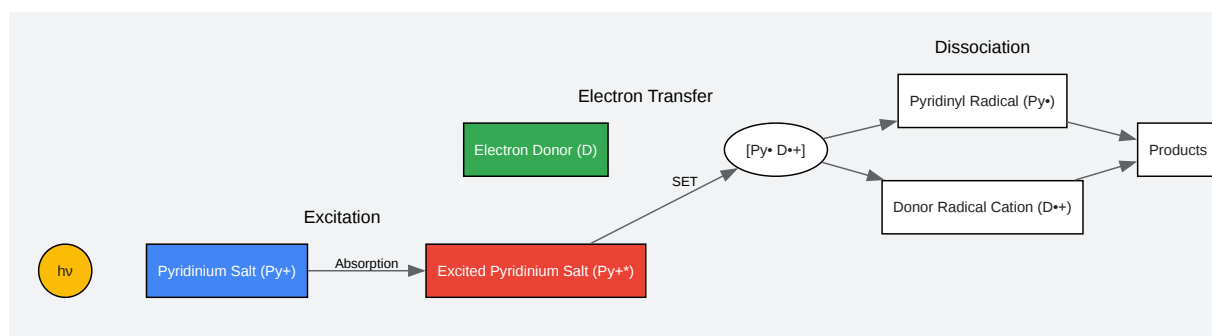 Dissociation
Pyridinyl Radical (Py•)
Electron Transfer
Electron Donor (D)
[Py• D•+]
Products
SET
Donor Radical Cation (D•+)
Excitation
hν
Pyridinium Salt (Py+)
Absorption
Excited Pyridinium Salt (Py+*)